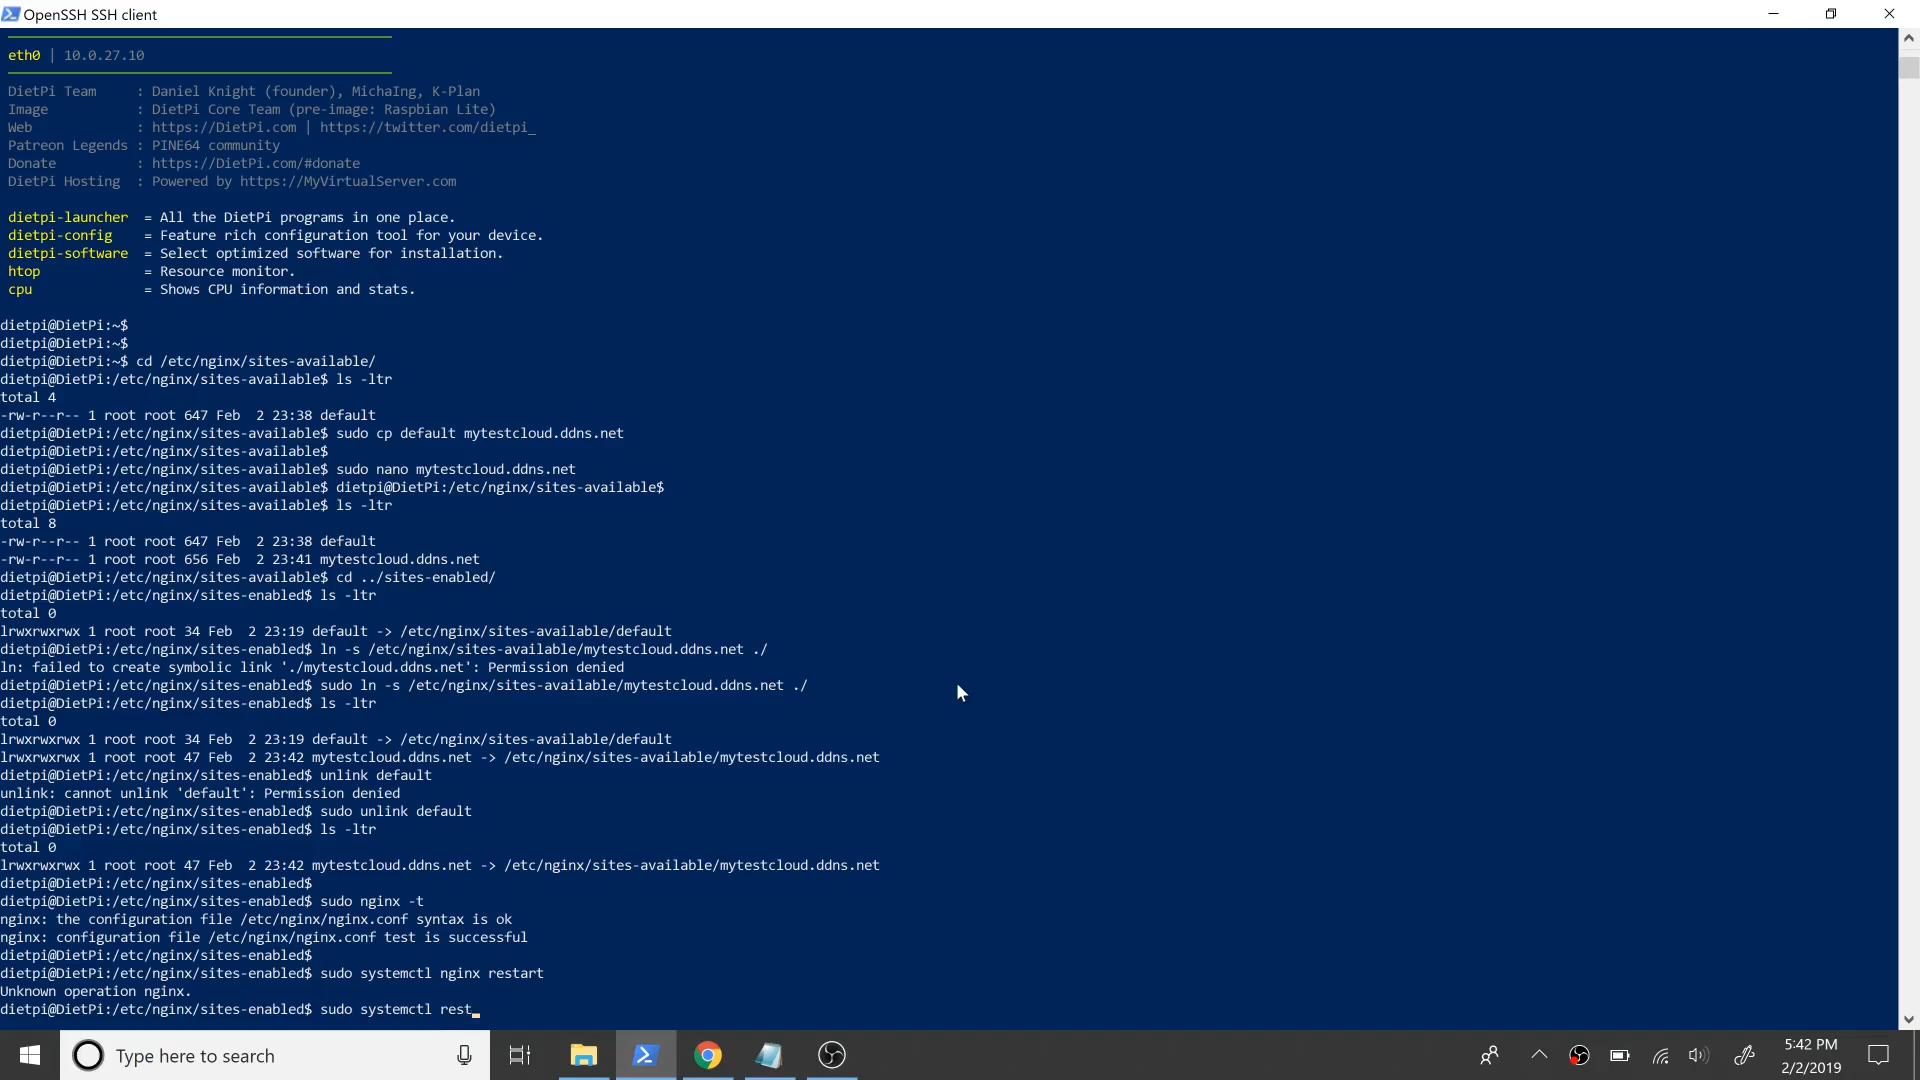 OpenSSH SSH client
eth0 | 10.0.27.10
DietPi Team     : Daniel Knight (founder), MichaIng, K-Plan
Image           : DietPi Core Team (pre-image: Raspbian Lite)
Web             : https://DietPi.com | https://twitter.com/dietpi_
Patreon Legends : PINE64 community
Donate          : https://DietPi.com/#donate
DietPi Hosting  : Powered by https://MyVirtualServer.com
dietpi-launcher  = All the DietPi programs in one place.
dietpi-config    = Feature rich configuration tool for your device.
dietpi-software  = Select optimized software for installation.
htop             = Resource monitor.
cpu              = Shows CPU information and stats.
dietpi@DietPi:~$
dietpi@DietPi:~$
dietpi@DietPi:~$ cd /etc/nginx/sites-available/
dietpi@DietPi:/etc/nginx/sites-available$ ls -ltr
total 4
-rw-r--r-- 1 root root 647 Feb  2 23:38 default
dietpi@DietPi:/etc/nginx/sites-available$ sudo cp default mytestcloud.ddns.net
dietpi@DietPi:/etc/nginx/sites-available$
dietpi@DietPi:/etc/nginx/sites-available$ sudo nano mytestcloud.ddns.net
dietpi@DietPi:/etc/nginx/sites-available$ dietpi@DietPi:/etc/nginx/sites-available$
dietpi@DietPi:/etc/nginx/sites-available$ ls -ltr
total 8
-rw-r--r-- 1 root root 647 Feb  2 23:38 default
-rw-r--r-- 1 root root 656 Feb  2 23:41 mytestcloud.ddns.net
dietpi@DietPi:/etc/nginx/sites-available$ cd ../sites-enabled/
dietpi@DietPi:/etc/nginx/sites-enabled$ ls -ltr
total 0
lrwxrwxrwx 1 root root 34 Feb  2 23:19 default -> /etc/nginx/sites-available/default
dietpi@DietPi:/etc/nginx/sites-enabled$ ln -s /etc/nginx/sites-available/mytestcloud.ddns.net ./
ln: failed to create symbolic link './mytestcloud.ddns.net': Permission denied
dietpi@DietPi:/etc/nginx/sites-enabled$ sudo ln -s /etc/nginx/sites-available/mytestcloud.ddns.net ./
dietpi@DietPi:/etc/nginx/sites-enabled$ ls -ltr
total 0
lrwxrwxrwx 1 root root 34 Feb  2 23:19 default -> /etc/nginx/sites-available/default
lrwxrwxrwx 1 root root 47 Feb  2 23:42 mytestcloud.ddns.net -> /etc/nginx/sites-available/mytestcloud.ddns.net
dietpi@DietPi:/etc/nginx/sites-enabled$ unlink default
unlink: cannot unlink 'default': Permission denied
dietpi@DietPi:/etc/nginx/sites-enabled$ sudo unlink default
dietpi@DietPi:/etc/nginx/sites-enabled$ ls -ltr
total 0
lrwxrwxrwx 1 root root 47 Feb  2 23:42 mytestcloud.ddns.net -> /etc/nginx/sites-available/mytestcloud.ddns.net
dietpi@DietPi:/etc/nginx/sites-enabled$
dietpi@DietPi:/etc/nginx/sites-enabled$ sudo nginx -t
nginx: the configuration file /etc/nginx/nginx.conf syntax is ok
nginx: configuration file /etc/nginx/nginx.conf test is successful
dietpi@DietPi:/etc/nginx/sites-enabled$
dietpi@DietPi:/etc/nginx/sites-enabled$ sudo systemctl nginx restart
Unknown operation nginx.
dietpi@DietPi:/etc/nginx/sites-enabled$ sudo systemctl rest
Type here to search
5:42 PM
2/2/2019